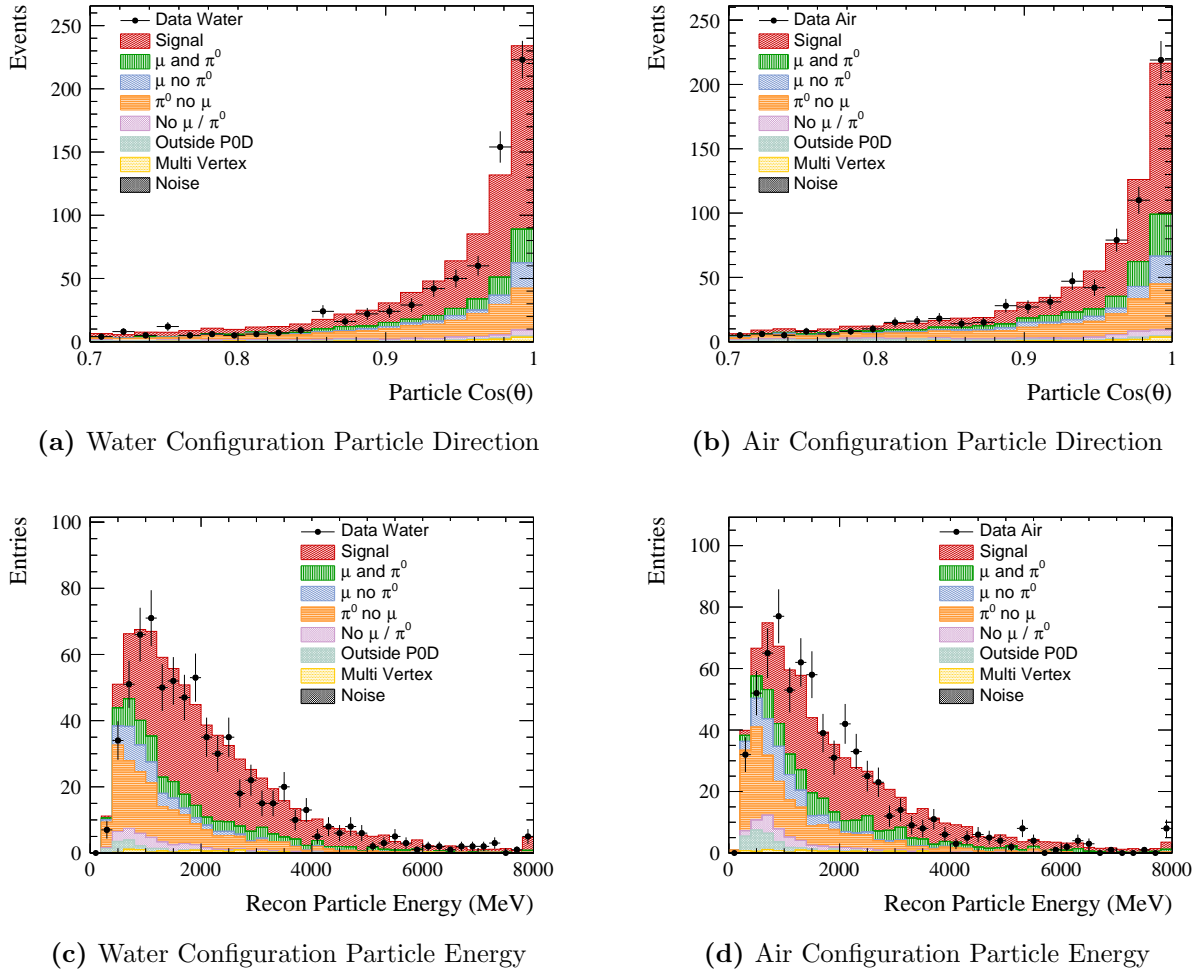 Events
250
200
150
100
50
0
Data Water
Signal
μ and π⁰
μ no π⁰
π⁰ no μ
No μ / π⁰
Outside P0D
Multi Vertex
Noise
0.7 0.8 0.9 1
Particle Cos(θ)
(a) Water Configuration Particle Direction
Events
250
200
150
100
50
0
Data Air
Signal
μ and π⁰
μ no π⁰
π⁰ no μ
No μ / π⁰
Outside P0D
Multi Vertex
Noise
0.7 0.8 0.9 1
Particle Cos(θ)
(b) Air Configuration Particle Direction
Entries
100
80
60
40
20
0
Data Water
Signal
μ and π⁰
μ no π⁰
π⁰ no μ
No μ / π⁰
Outside P0D
Multi Vertex
Noise
0 2000 4000 6000 8000
Recon Particle Energy (MeV)
(c) Water Configuration Particle Energy
Entries
100
80
60
40
20
0
Data Air
Signal
μ and π⁰
μ no π⁰
π⁰ no μ
No μ / π⁰
Outside P0D
Multi Vertex
Noise
0 2000 4000 6000 8000
Recon Particle Energy (MeV)
(d) Air Configuration Particle Energy